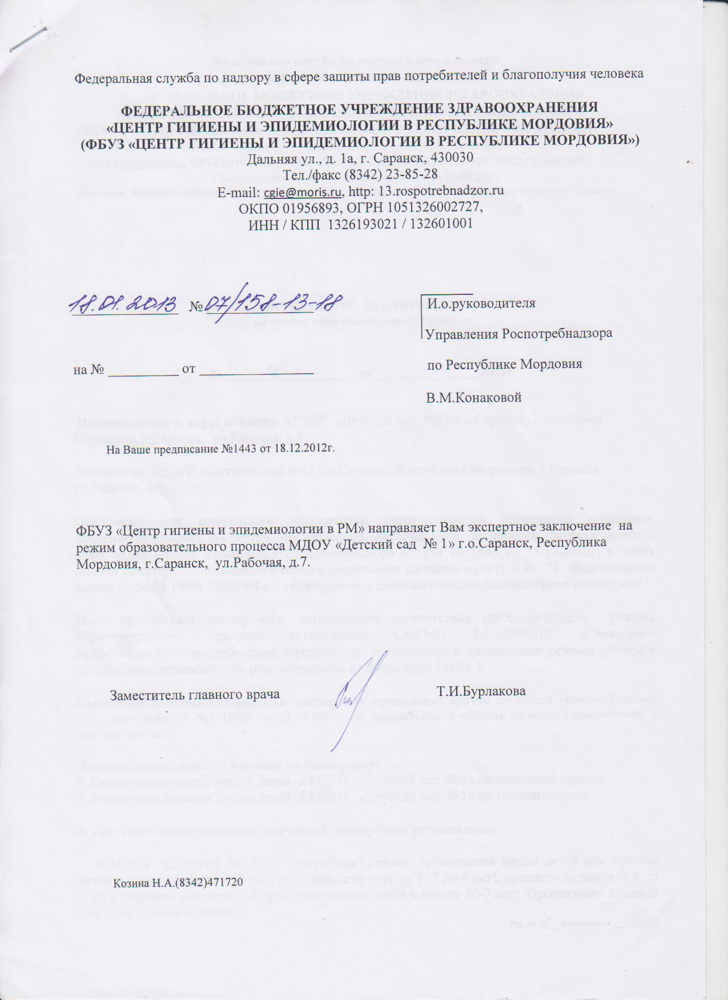 Федеральная служба по надзору в сфере защиты прав потребителей и благополучия человека
ФЕДЕРАЛЬНОЕ БЮДЖЕТНОЕ УЧРЕЖДЕНИЕ ЗДРАВООХРАНЕНИЯ
«ЦЕНТР ГИГИЕНЫ И ЭПИДЕМИОЛОГИИ В РЕСПУБЛИКЕ МОРДОВИЯ»
(ФБУЗ «ЦЕНТР ГИГИЕНЫ И ЭПИДЕМИОЛОГИИ В РЕСПУБЛИКЕ МОРДОВИЯ»)
Дальняя ул., д. 1а, г. Саранск, 430030
Тел./факс (8342) 23-85-28
E-mail: cgie@moris.ru, http: 13.rospotrebnadzor.ru
ОКПО 01956893, ОГРН 1051326002727,
ИНН / КПП 1326193021 / 132601001
18.01.2013 № 07/158-13-18
на № __________ от ________________
И.о.руководителя
Управления Роспотребнадзора
по Республике Мордовия
В.М.Конаковой
На Ваше предписание №1443 от 18.12.2012г.
ФБУЗ «Центр гигиены и эпидемиологии в РМ» направляет Вам экспертное заключение на
режим образовательного процесса МДОУ «Детский сад № 1» г.о.Саранск, Республика
Мордовия, г.Саранск, ул.Рабочая, д.7.
Заместитель главного врача Т.И.Бурлакова
Козина Н.А.(8342)471720